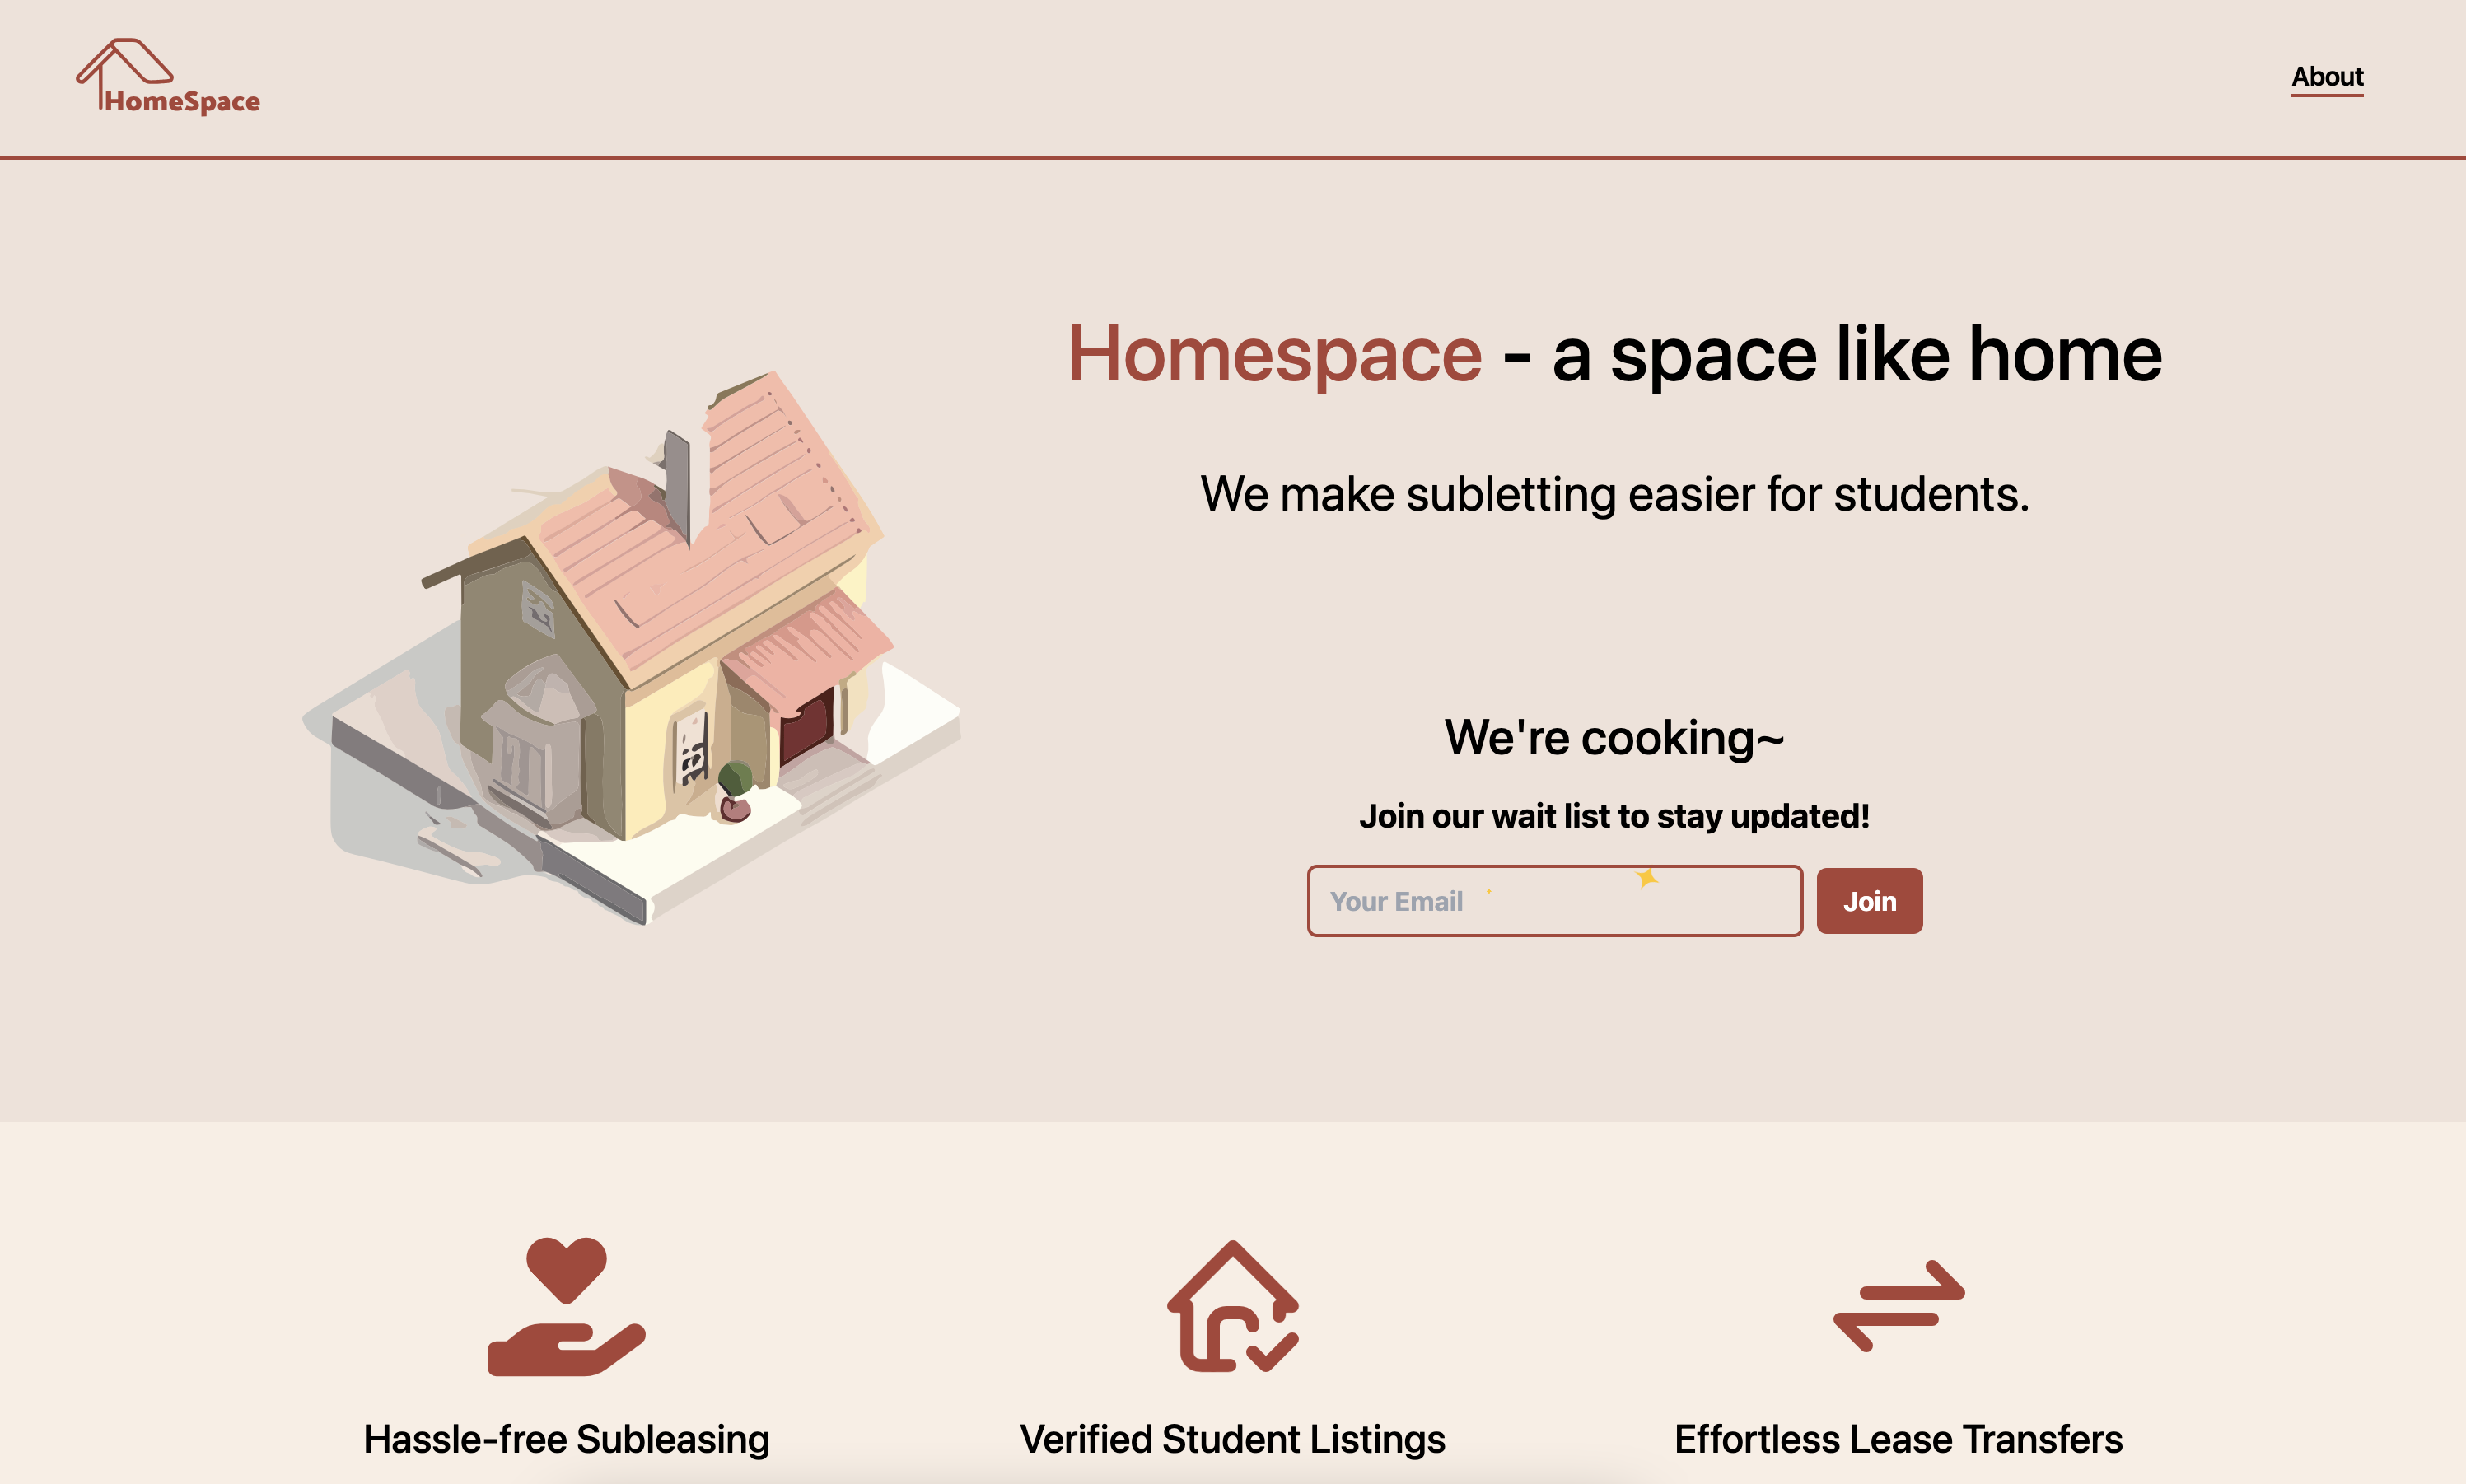 HomeSpace
About
Homespace - a space like home
We make subletting easier for students.
We're cooking~
Join our wait list to stay updated!
Your Email
Join
Hassle-free Subleasing
Verified Student Listings
Effortless Lease Transfers